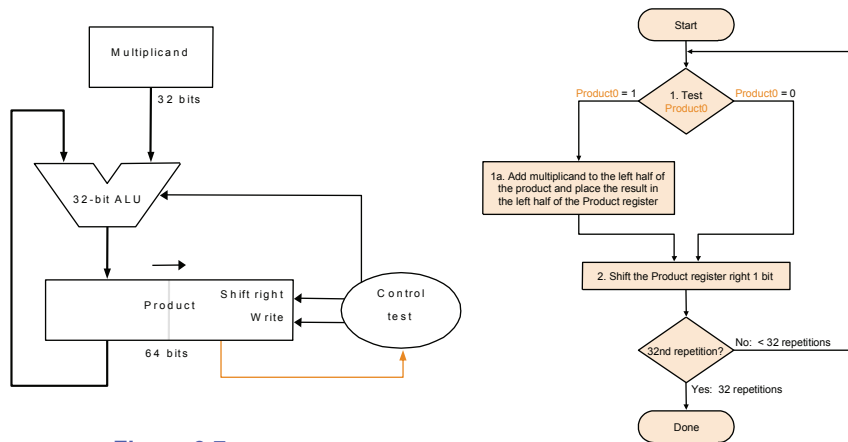 Multiplicand
32 bits
32-bit ALU
Product
Shift right
Write
Control
test
64 bits
Start
Product0 = 1
1. Test
Product0
Product0 = 0
1a. Add multiplicand to the left half of
the product and place the result in
the left half of the Product register
2. Shift the Product register right 1 bit
32nd repetition?
No: < 32 repetitions
Yes: 32 repetitions
Done